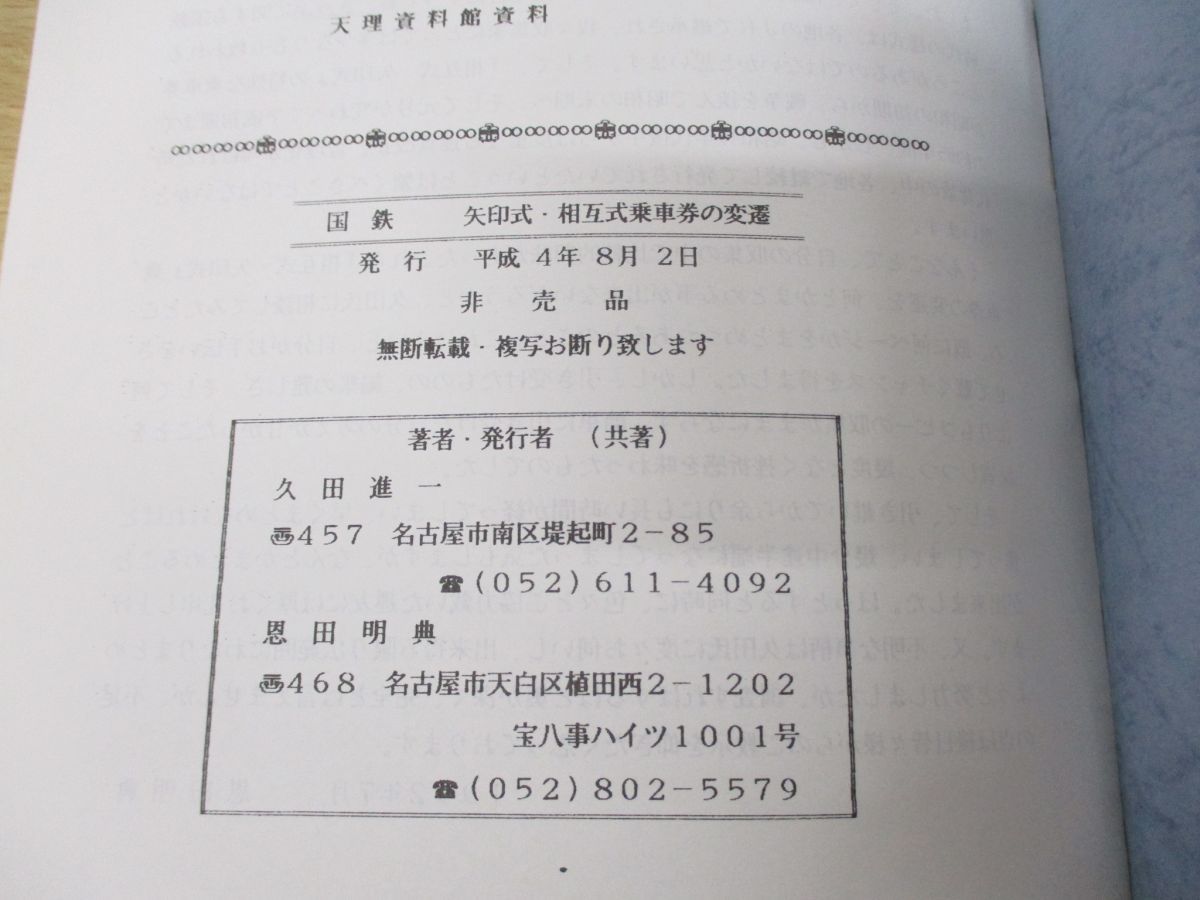 天理資料館資料
国鉄　矢印式・相互式乗車券の変遷
発行　平成４年８月２日
非売品
無断転載・複写お断り致します
著者・発行者　（共著）
久田進一
〠４５７　名古屋市南区堤起町２－８５
☎（０５２）６１１－４０９２
恩田明典
〠４６８　名古屋市天白区植田西２－１２０２
宝八事ハイツ１００１号
☎（０５２）８０２－５５７９